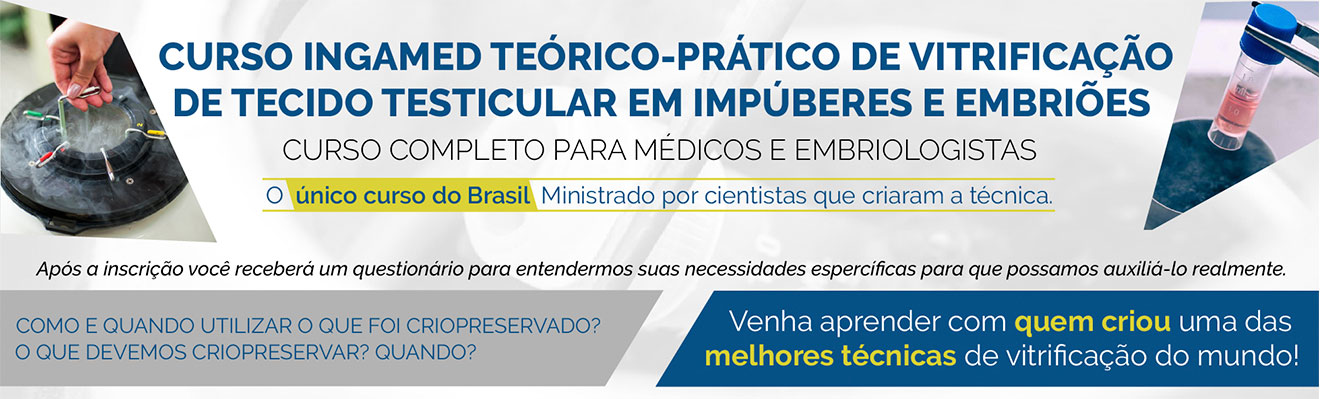 CURSO INGAMED TEÓRICO-PRÁTICO DE VITRIFICAÇÃO
DE TECIDO TESTICULAR EM IMPÚBERES E EMBRIÕES
CURSO COMPLETO PARA MÉDICOS E EMBRIOLOGISTAS
O único curso do Brasil Ministrado por cientistas que criaram a técnica.
Após a inscrição você receberá um questionário para entendermos suas necessidades espercíficas para que possamos auxiliá-lo realmente.
COMO E QUANDO UTILIZAR O QUE FOI CRIOPRESERVADO?
O QUE DEVEMOS CRIOPRESERVAR? QUANDO?
Venha aprender com quem criou uma das
melhores técnicas de vitrificação do mundo!